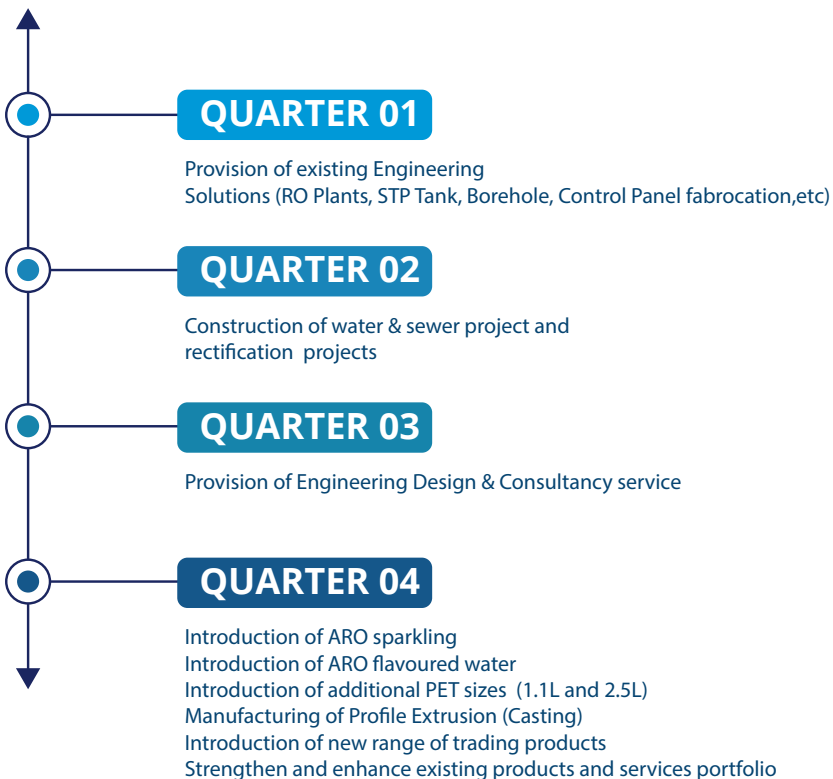 QUARTER 01
Provision of existing Engineering
Solutions (RO Plants, STP Tank, Borehole, Control Panel fabrocation,etc)
QUARTER 02
Construction of water & sewer project and
rectification projects
QUARTER 03
Provision of Engineering Design & Consultancy service
QUARTER 04
Introduction of ARO sparkling
Introduction of ARO flavoured water
Introduction of additional PET sizes (1.1L and 2.5L)
Manufacturing of Profile Extrusion (Casting)
Introduction of new range of trading products
Strengthen and enhance existing products and services portfolio